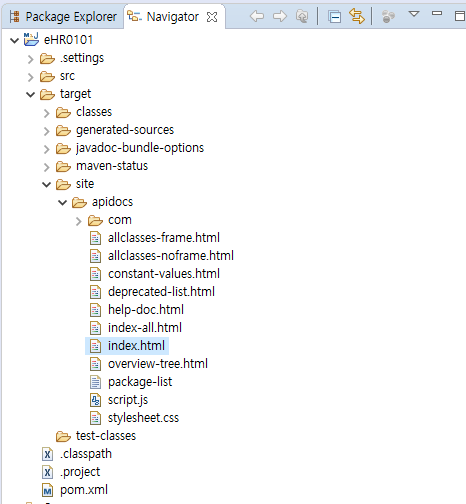 Package Explorer Navigator
eHR0101
.settings
src
target
classes
generated-sources
javadoc-bundle-options
maven-status
site
apidocs
com
allclasses-frame.html
allclasses-noframe.html
constant-values.html
deprecated-list.html
help-doc.html
index-all.html
index.html
overview-tree.html
package-list
script.js
stylesheet.css
test-classes
.classpath
.project
pom.xml